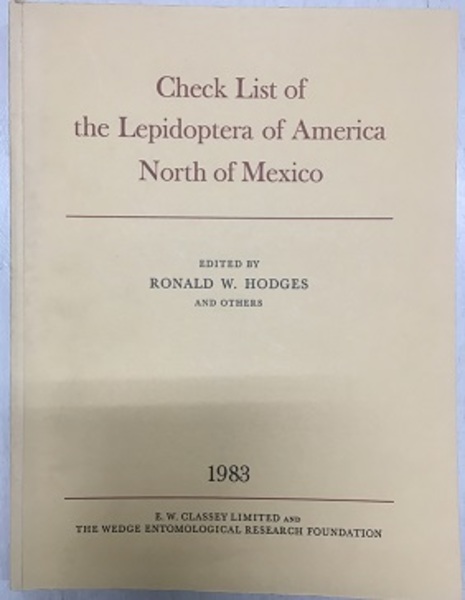 Check List of
the Lepidoptera of America
North of Mexico
EDITED BY
RONALD W. HODGES
AND OTHERS
1983
E. W. CLASSEY LIMITED AND
THE WEDGE ENTOMOLOGICAL RESEARCH FOUNDATION